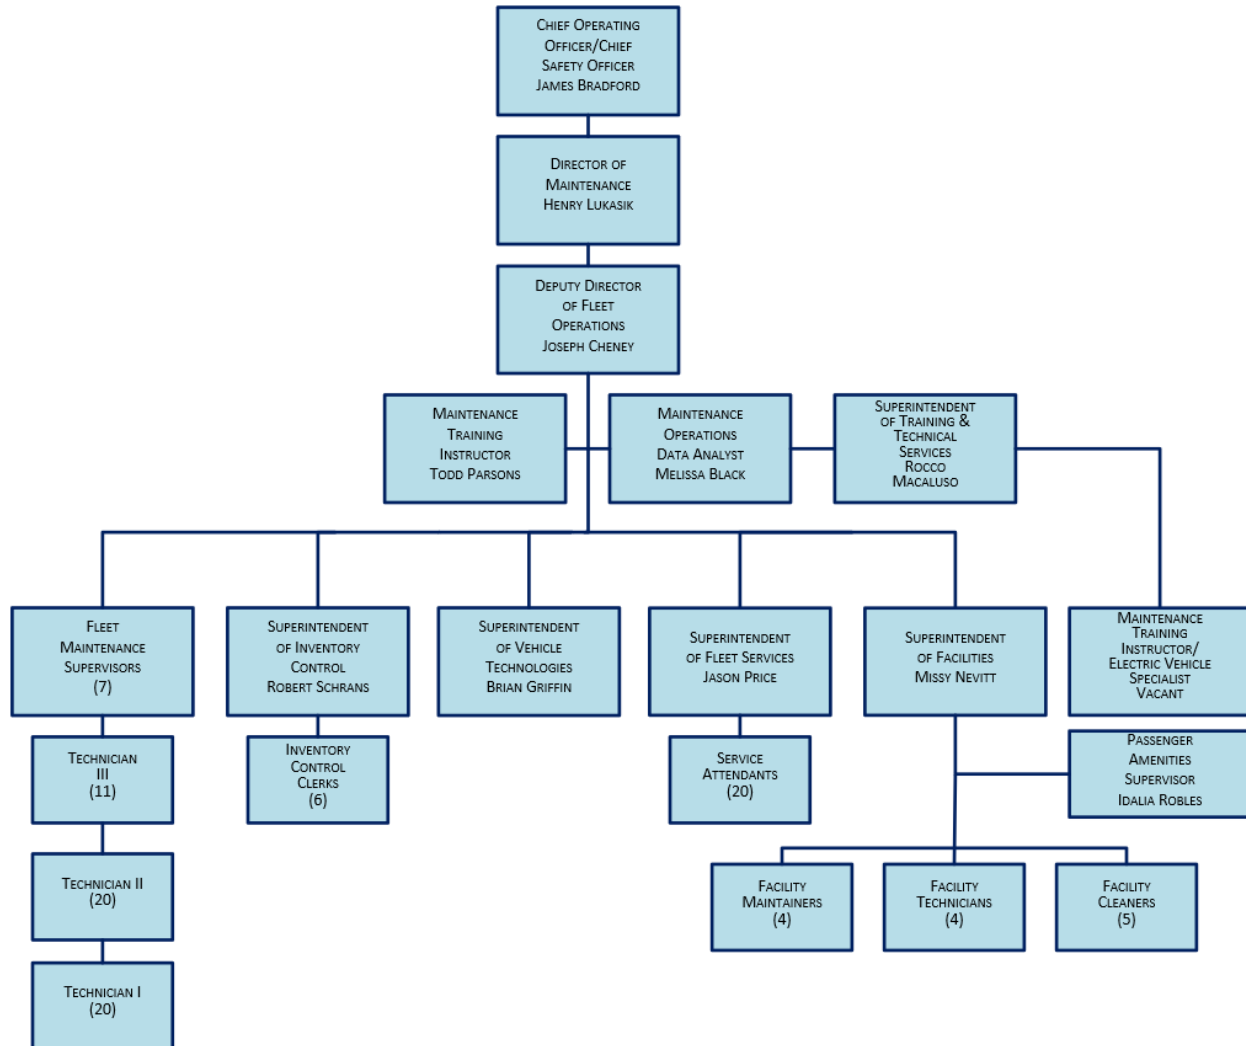 Chief Operating
Officer/Chief
Safety Officer
James Bradford
Director of
Maintenance
Henry Lukasik
Deputy Director
of Fleet
Operations
Joseph Cheney
Maintenance
Training
Instructor
Todd Parsons
Maintenance
Operations
Data Analyst
Melissa Black
Superintendent
of Training &
Technical
Services
Rocco
Macaluso
Fleet
Maintenance
Supervisors
(7)
Superintendent
of Inventory
Control
Robert Schrans
Superintendent
of Vehicle
Technologies
Brian Griffin
Superintendent
of Fleet Services
Jason Price
Superintendent
of Facilities
Missy Nevitt
Maintenance
Training
Instructor/
Electric Vehicle
Specialist
Vacant
Technician
III
(11)
Inventory
Control
Clerks
(6)
Service
Attendants
(20)
Passenger
Amenities
Supervisor
Idalia Robles
Technician II
(20)
Facility
Maintainers
(4)
Facility
Technicians
(4)
Facility
Cleaners
(5)
Technician I
(20)